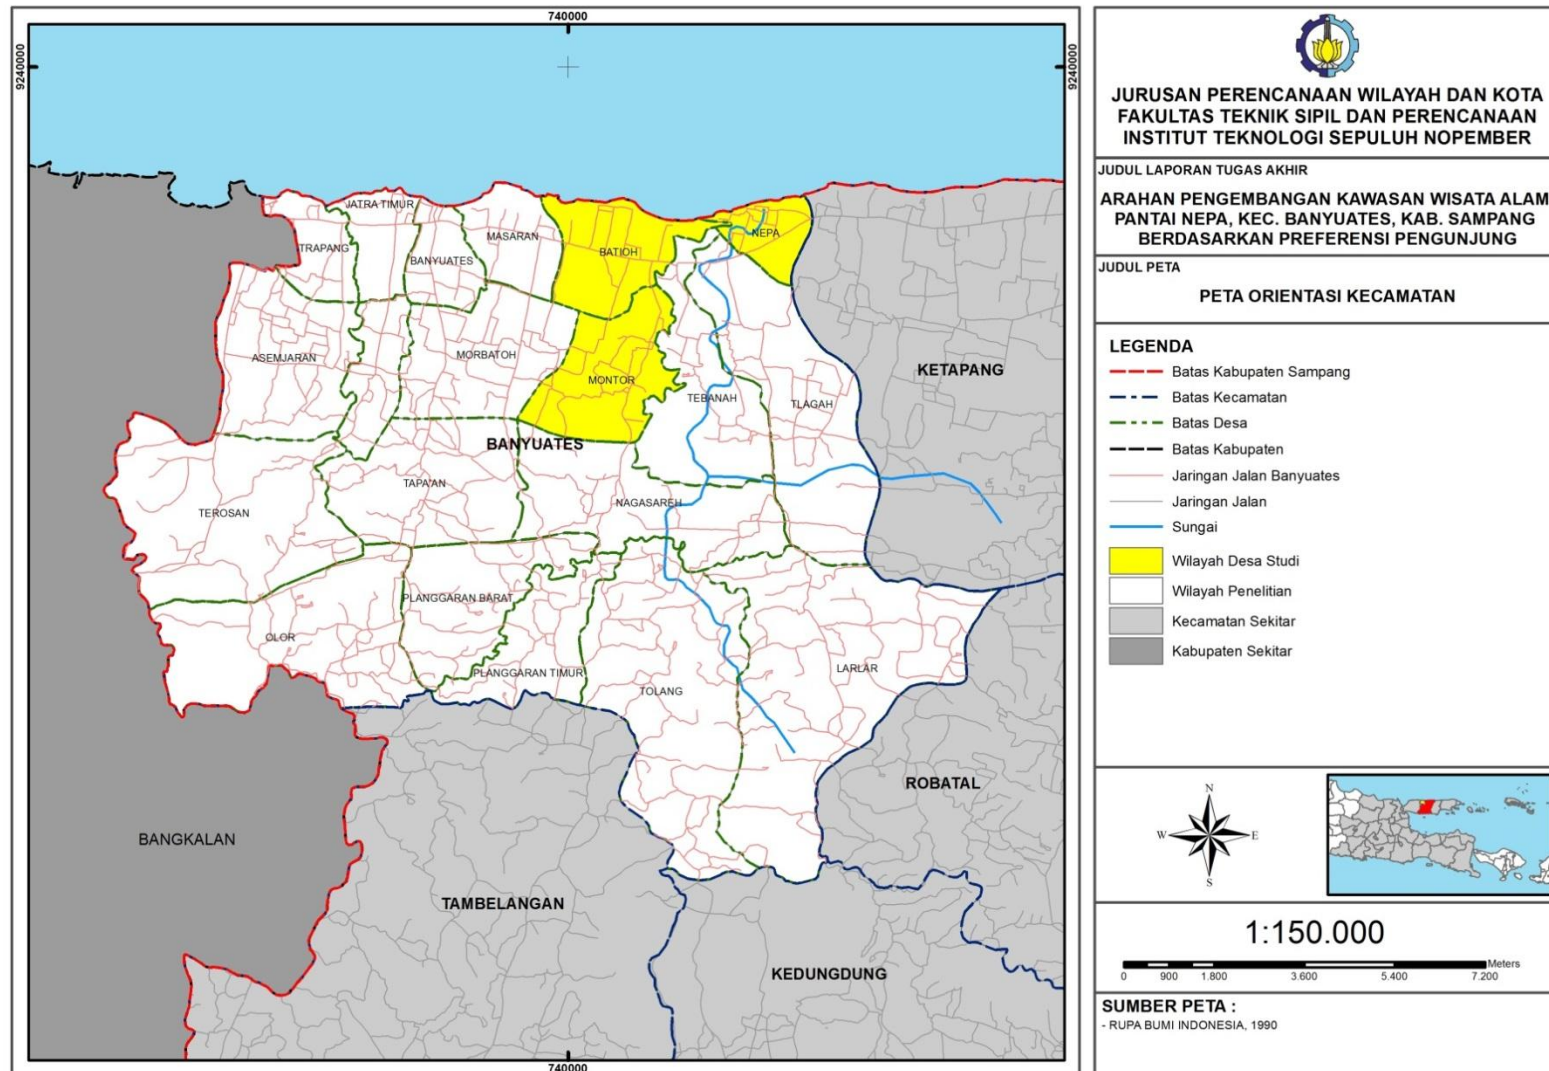 740000
9240000
9240000
JATRA TIMUR
TRAPANG
BANYUATES
MASARAN
BATIOH
NEPA
ASEMJARAN
MORBATOH
MONTOR
TEBANAH
TLAGAH
KETAPANG
BANYUATES
TEROSAN
TAPA'AN
NAGASAREH
PLANGGARAN BARAT
OLOR
PLANGGARAN TIMUR
TOLANG
LARLAR
ROBATAL
BANGKALAN
TAMBELANGAN
KEDUNGDUNG
740000
JURUSAN PERENCANAAN WILAYAH DAN KOTA
FAKULTAS TEKNIK SIPIL DAN PERENCANAAN
INSTITUT TEKNOLOGI SEPULUH NOPEMBER
JUDUL LAPORAN TUGAS AKHIR
ARAHAN PENGEMBANGAN KAWASAN WISATA ALAM
PANTAI NEPA, KEC. BANYUATES, KAB. SAMPANG
BERDASARKAN PREFERENSI PENGUNJUNG
JUDUL PETA
PETA ORIENTASI KECAMATAN
LEGENDA
Batas Kabupaten Sampang
Batas Kecamatan
Batas Desa
Batas Kabupaten
Jaringan Jalan Banyuates
Jaringan Jalan
Sungai
Wilayah Desa Studi
Wilayah Penelitian
Kecamatan Sekitar
Kabupaten Sekitar
N
W E
S
1:150.000
Meters
0 900 1.800 3.600 5.400 7.200
SUMBER PETA :
- RUPA BUMI INDONESIA, 1990